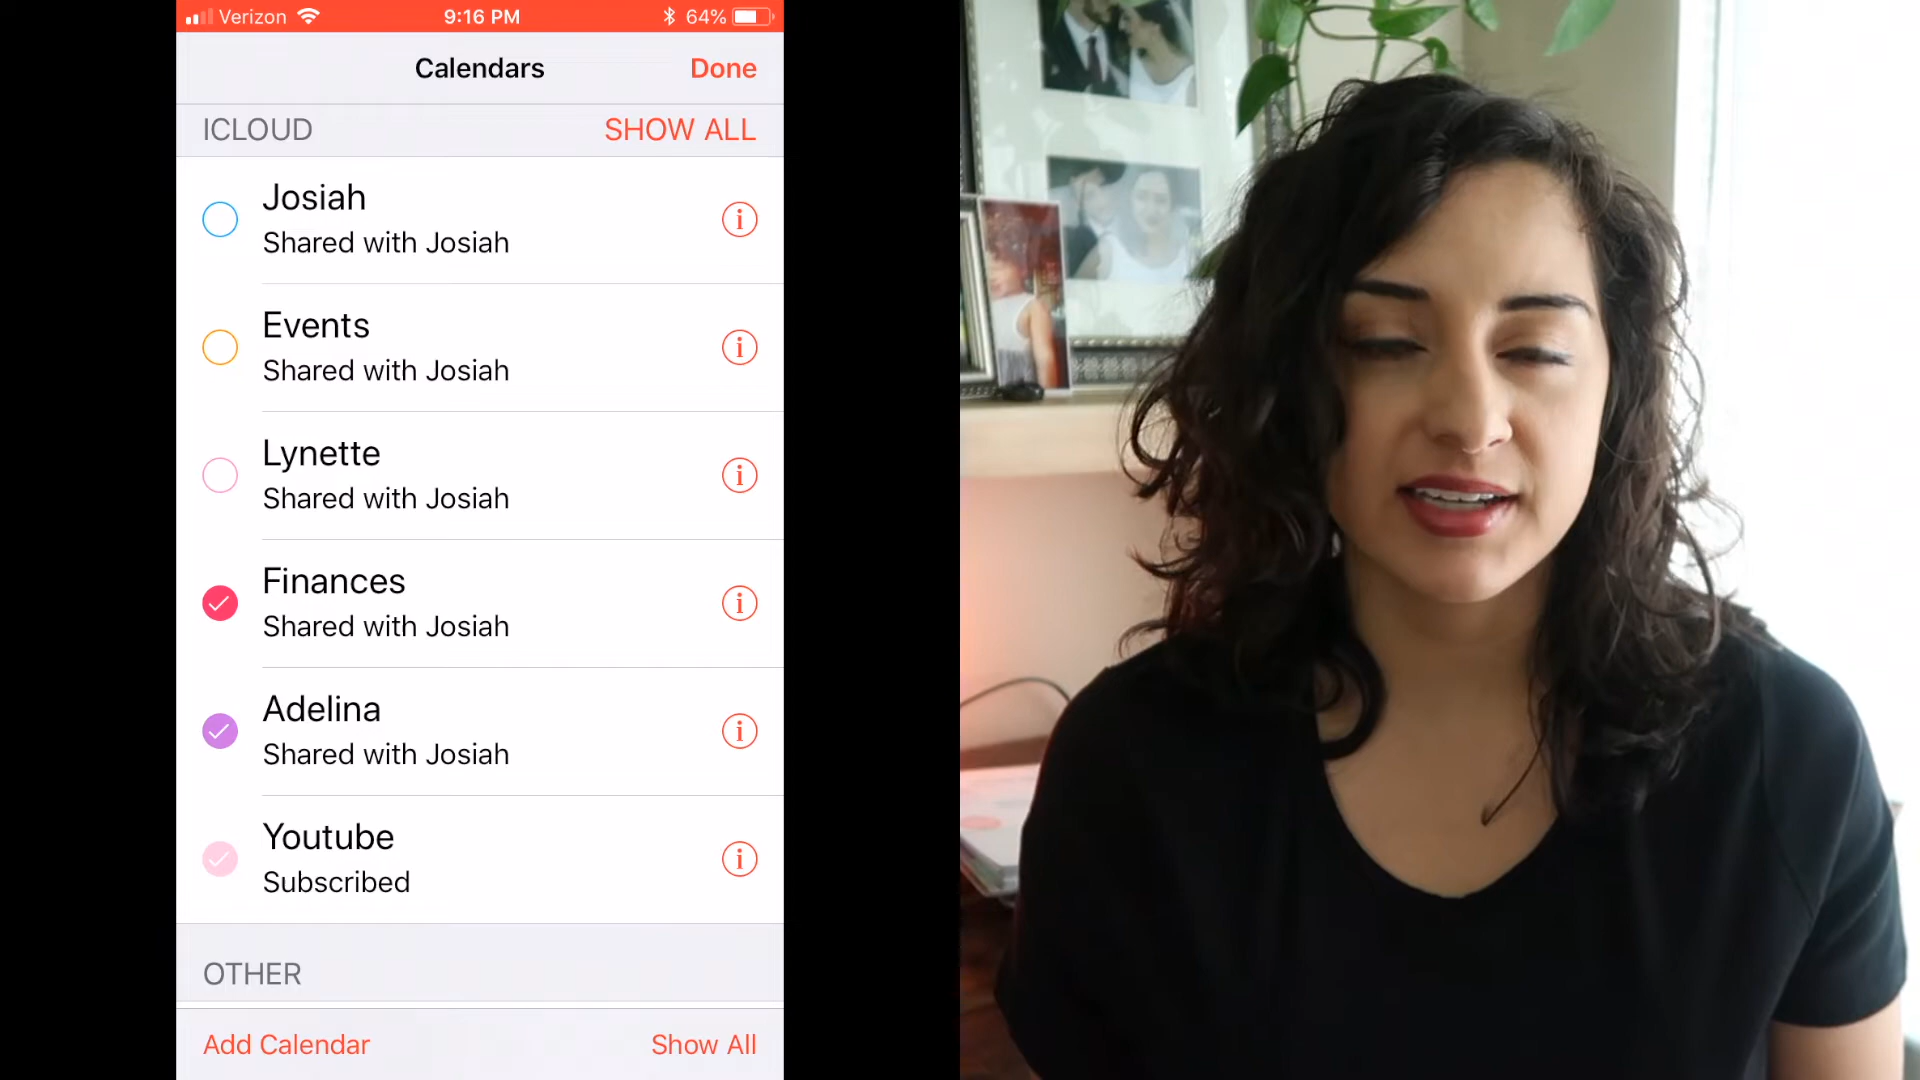 Verizon 9:16 PM 64%
Calendars Done
ICLOUD SHOW ALL
Josiah
Shared with Josiah
Events
Shared with Josiah
Lynette
Shared with Josiah
Finances
Shared with Josiah
Adelina
Shared with Josiah
Youtube
Subscribed
OTHER
Add Calendar Show All